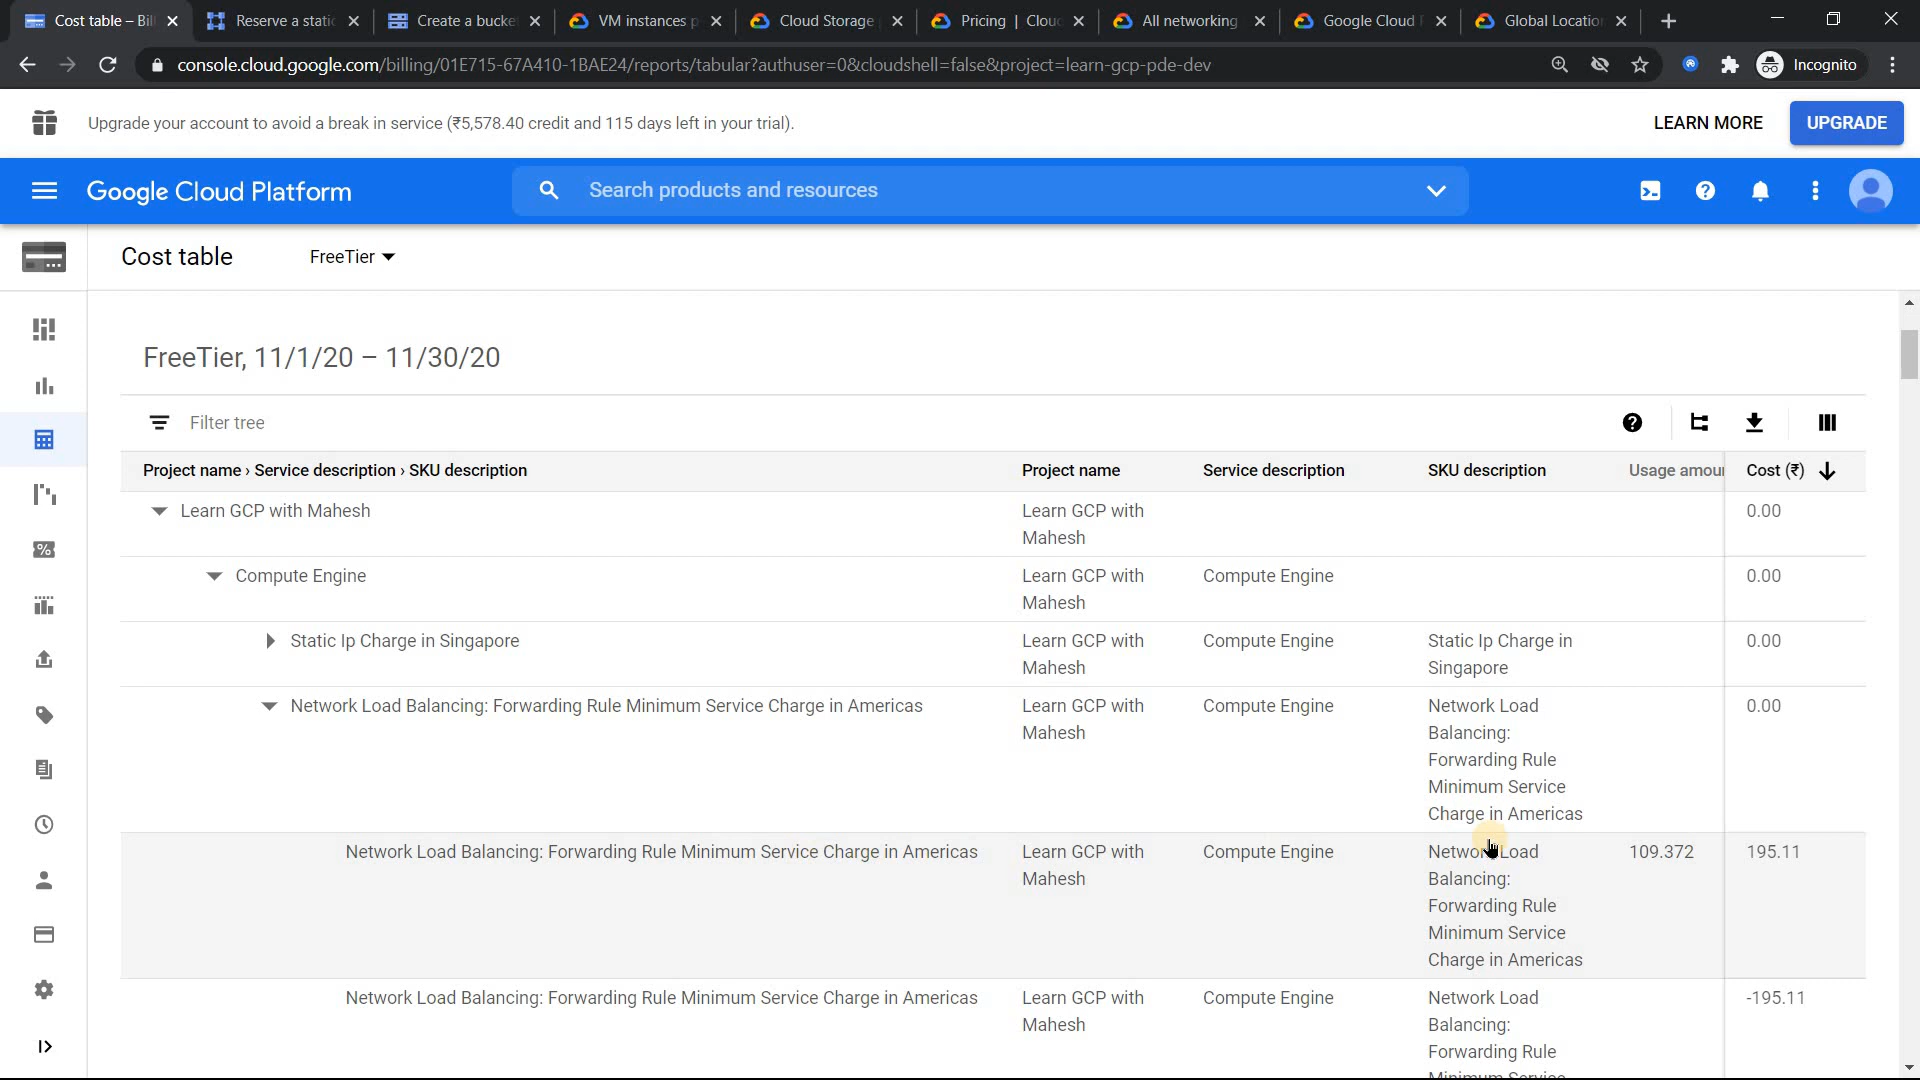 Cost table – Bil
Reserve a static
Create a bucket
VM instances p
Cloud Storage
Pricing | Cloud
All networking
Google Cloud
Global Location
console.cloud.google.com/billing/01E715-67A410-1BAE24/reports/tabular?authuser=0&cloudshell=false&project=learn-gcp-pde-dev
Incognito
Upgrade your account to avoid a break in service (₹5,578.40 credit and 115 days left in your trial).
LEARN MORE
UPGRADE
Google Cloud Platform
Search products and resources
Cost table
FreeTier
FreeTier, 11/1/20 – 11/30/20
Filter tree
Project name › Service description › SKU description
Project name
Service description
SKU description
Usage amou
Cost (₹)
Learn GCP with Mahesh
Learn GCP with
Mahesh
0.00
Compute Engine
Learn GCP with
Mahesh
Compute Engine
0.00
Static Ip Charge in Singapore
Learn GCP with
Mahesh
Compute Engine
Static Ip Charge in
Singapore
0.00
Network Load Balancing: Forwarding Rule Minimum Service Charge in Americas
Learn GCP with
Mahesh
Compute Engine
Network Load
Balancing:
Forwarding Rule
Minimum Service
Charge in Americas
0.00
Network Load Balancing: Forwarding Rule Minimum Service Charge in Americas
Learn GCP with
Mahesh
Compute Engine
Network Load
Balancing:
Forwarding Rule
Minimum Service
Charge in Americas
109.372
195.11
Network Load Balancing: Forwarding Rule Minimum Service Charge in Americas
Learn GCP with
Mahesh
Compute Engine
Network Load
Balancing:
Forwarding Rule
Minimum Service
-195.11